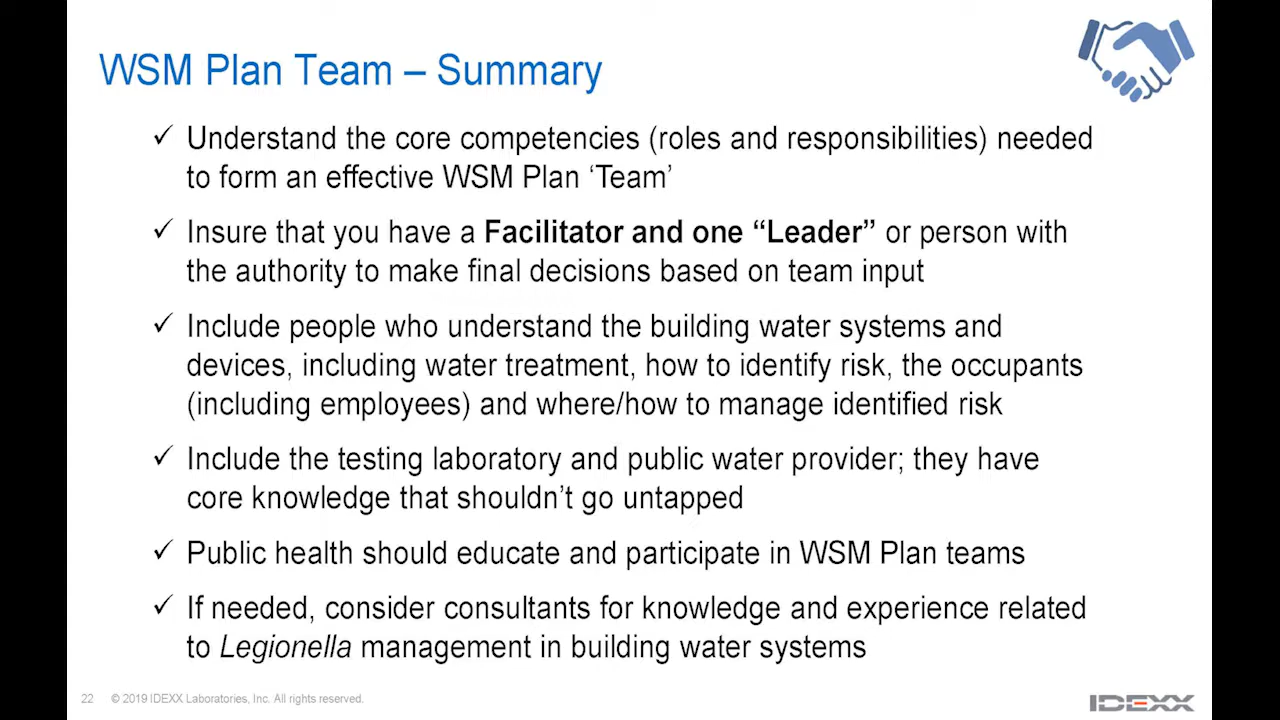 WSM Plan Team – Summary
✓ Understand the core competencies (roles and responsibilities) needed
to form an effective WSM Plan ‘Team’
✓ Insure that you have a Facilitator and one “Leader” or person with
the authority to make final decisions based on team input
✓ Include people who understand the building water systems and
devices, including water treatment, how to identify risk, the occupants
(including employees) and where/how to manage identified risk
✓ Include the testing laboratory and public water provider; they have
core knowledge that shouldn’t go untapped
✓ Public health should educate and participate in WSM Plan teams
✓ If needed, consider consultants for knowledge and experience related
to Legionella management in building water systems
22 © 2019 IDEXX Laboratories, Inc. All rights reserved.
IDEXX